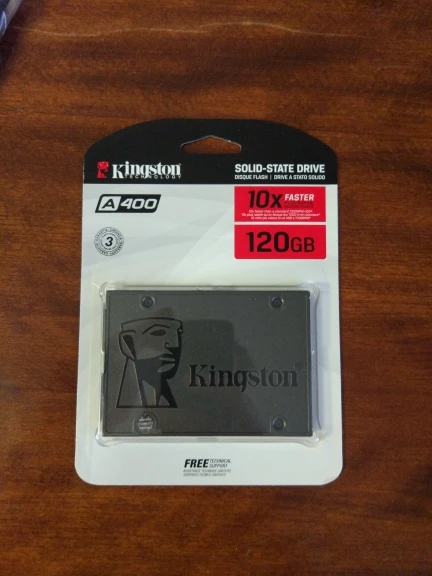 Kingston
TECHNOLOGY
SOLID-STATE DRIVE
DISQUE FLASH | DRIVE A STATO SOLIDO
A400
10x FASTER
3
120GB
Kingston
FREE TECHNICAL
SUPPORT